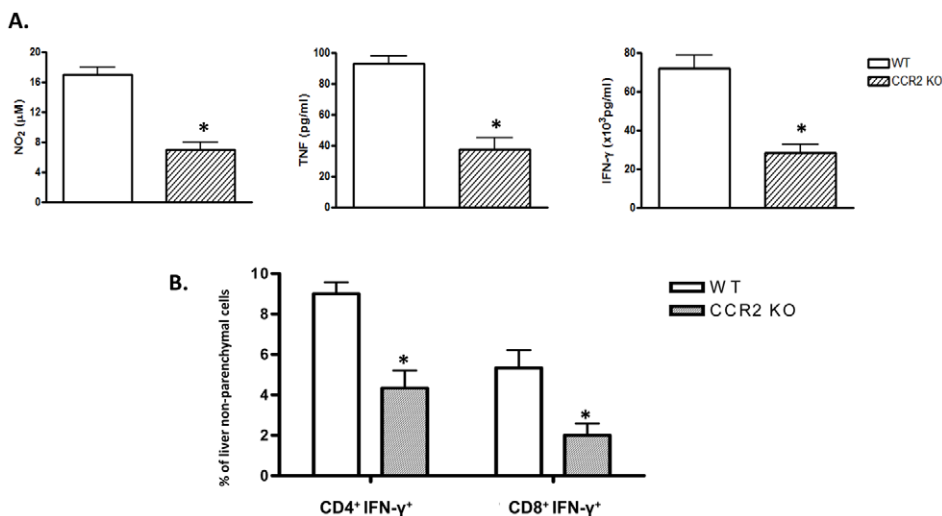 A.
NO₂ (μM)
20
16
12
8
4
0
*
TNF (pg/ml)
100
80
60
40
20
0
*
IFN-γ (x10³pg/ml)
80
60
40
20
0
*
WT
CCR2 KO
B.
% of liver non-parenchymal cells
10
8
6
4
2
0
*
*
CD4⁺ IFN-γ⁺
CD8⁺ IFN-γ⁺
WT
CCR2 KO